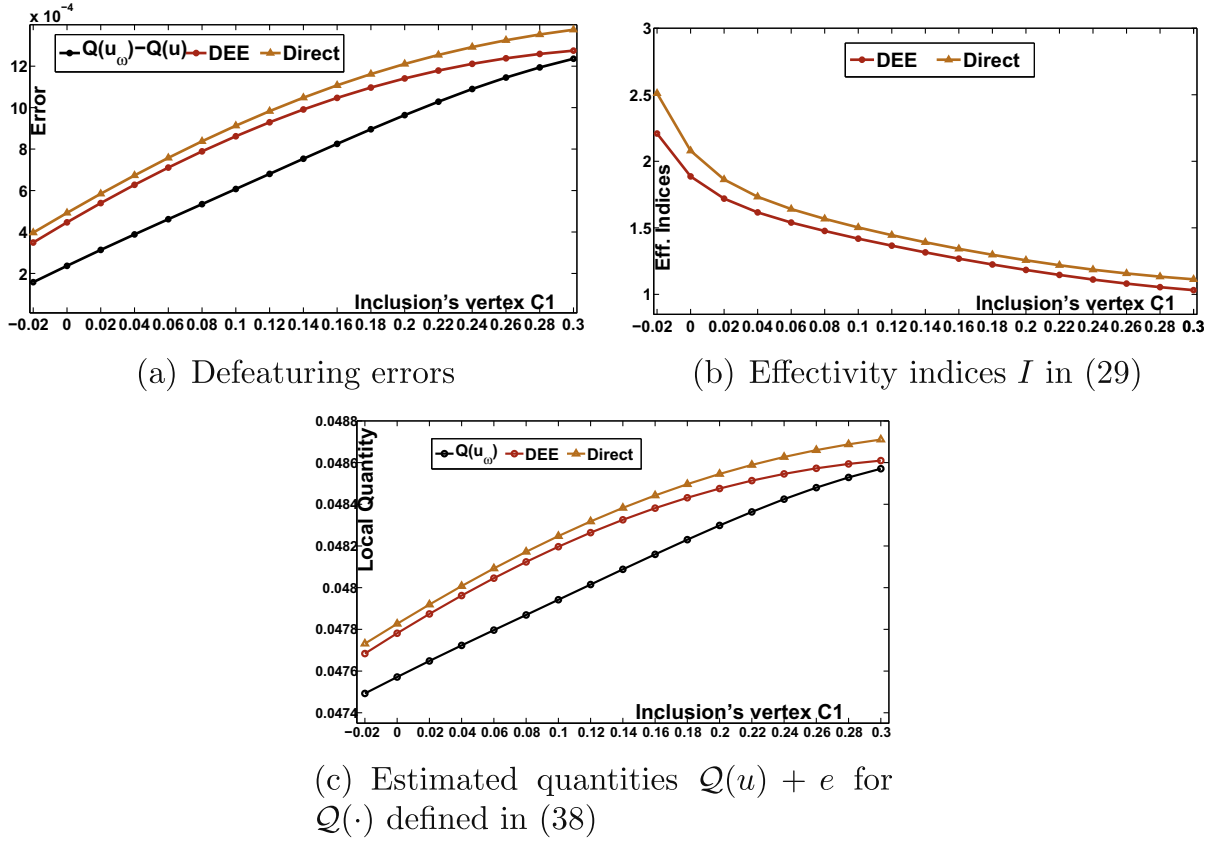 x 10⁻⁴
Q(u_ω)−Q(u) DEE Direct
12
10
8
6
4
2
Error
Inclusion's vertex C1
−0.02 0 0.02 0.04 0.06 0.08 0.1 0.12 0.14 0.16 0.18 0.2 0.22 0.24 0.26 0.28 0.3
(a) Defeaturing errors
3
2.5
2
1.5
1
DEE Direct
Eff. Indices
Inclusion's vertex C1
−0.02 0 0.02 0.04 0.06 0.08 0.1 0.12 0.14 0.16 0.18 0.2 0.22 0.24 0.26 0.28 0.3
(b) Effectivity indices I in (29)
0.0488
0.0486
0.0484
0.0482
0.048
0.0478
0.0476
0.0474
Local Quantity
Q(u_ω) DEE Direct
Inclusion's vertex C1
−0.02 0 0.02 0.04 0.06 0.08 0.1 0.12 0.14 0.16 0.18 0.2 0.22 0.24 0.26 0.28 0.3
(c) Estimated quantities Q(u) + e for
Q(·) defined in (38)